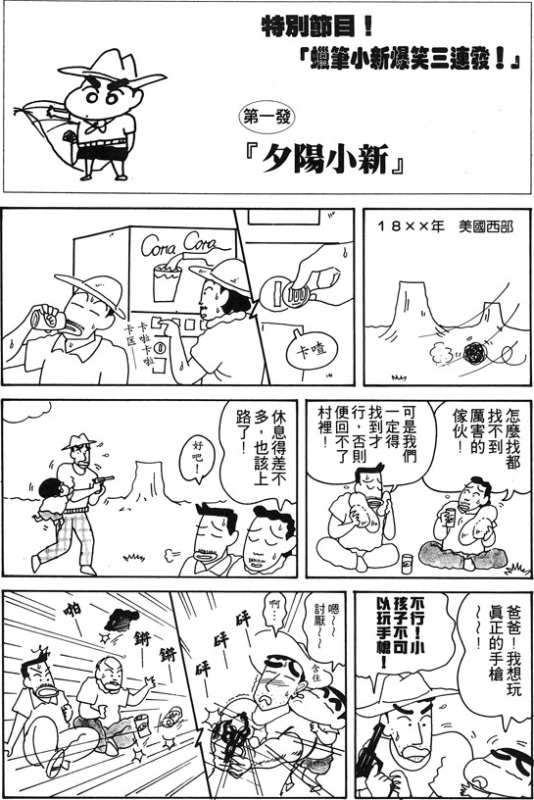 特別節目！
「蠟筆小新爆笑三連發！」
第一發
『夕陽小新』
18××年　美國西部
100
卡喳
Cora Cora
卡啦
卡啦
卡匡——
怎麼找都
找不到
厲害的
傢伙！
可是我們
一定得
找到才
行，否則
便回不了
村裡！
休息得差不
多，也該上
路了！
好吧！
爸爸！我想玩
真正的手槍
～～！
不行！小
孩子不可
以玩手槍！
嗯～～
討厭～～
含住
啊…
砰
砰
砰
鏘
鏘
啪